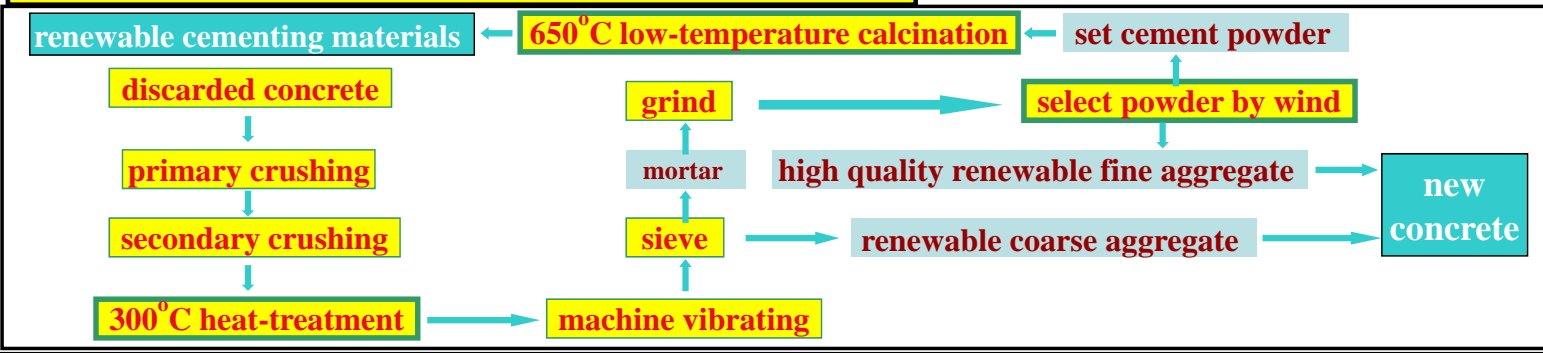 renewable cementing materials
650°C low-temperature calcination
set cement powder
discarded concrete
grind
select powder by wind
primary crushing
mortar
high quality renewable fine aggregate
new
concrete
secondary crushing
sieve
renewable coarse aggregate
300°C heat-treatment
machine vibrating